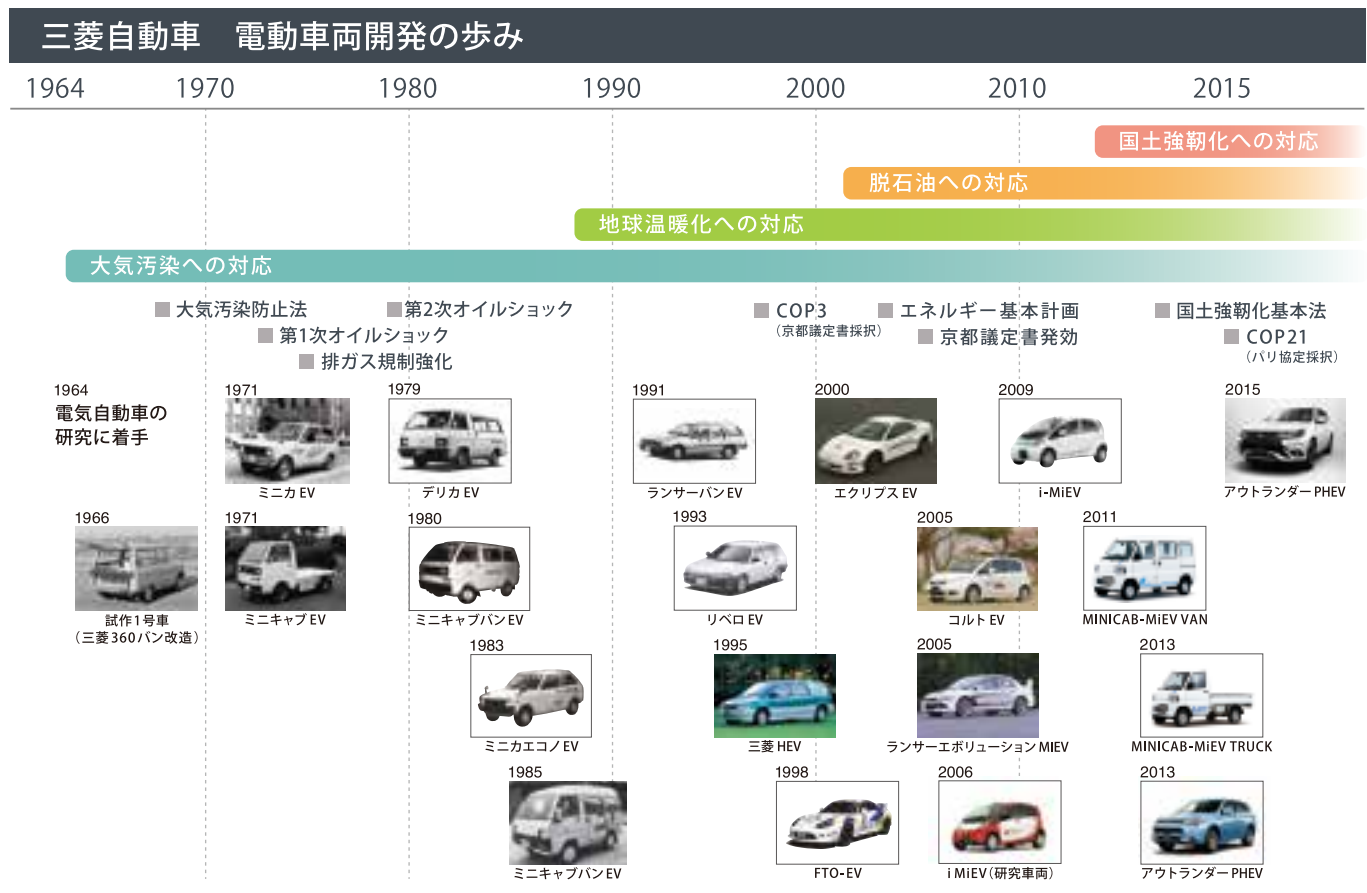 三菱自動車　電動車両開発の歩み
1964 1970 1980 1990 2000 2010 2015
国土強靭化への対応
脱石油への対応
地球温暖化への対応
大気汚染への対応
大気汚染防止法
第2次オイルショック
COP3
（京都議定書採択）
エネルギー基本計画
国土強靭化基本法
第1次オイルショック
京都議定書発効
COP21
（パリ協定採択）
排ガス規制強化
1964
電気自動車の
研究に着手
1971
ミニカ EV
1979
デリカ EV
1991
ランサーバン EV
2000
エクリプス EV
2009
i-MiEV
2015
アウトランダー PHEV
1966
試作1号車
（三菱360バン改造）
1971
ミニキャブ EV
1980
ミニキャブバン EV
1993
リベロ EV
2005
コルト EV
2011
MINICAB-MiEV VAN
1983
ミニカエコノ EV
1995
三菱 HEV
2005
ランサーエボリューション MIEV
2013
MINICAB-MiEV TRUCK
1985
ミニキャブバン EV
1998
FTO-EV
2006
i MiEV（研究車両）
2013
アウトランダー PHEV